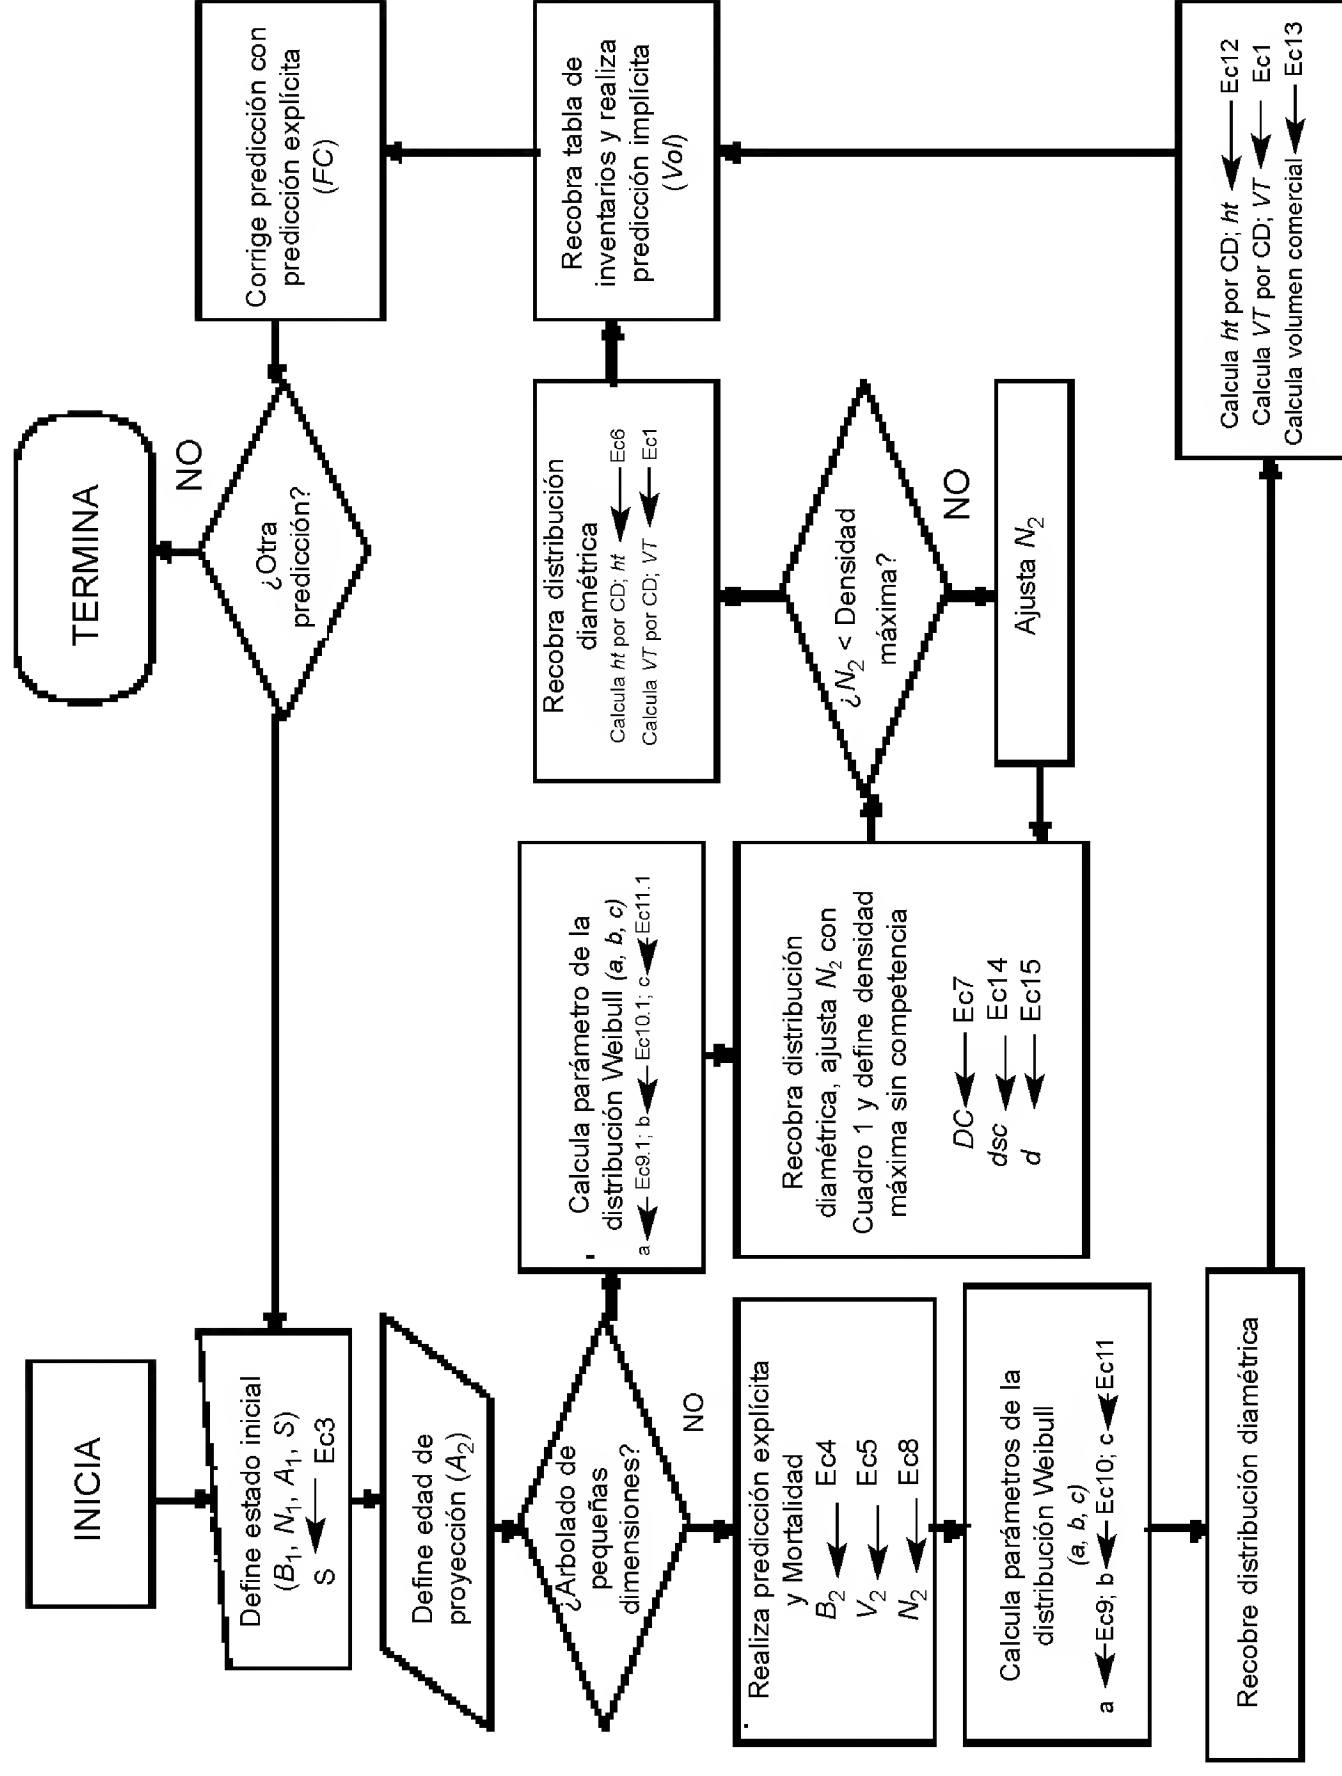 INICIA
Define estado inicial
(B₁, N₁, A₁, S)
S ← Ec3
Define edad de
proyección (A₂)
¿Arbolado de
pequeñas
dimensiones?
NO
Realiza predicción explícita
y Mortalidad
B₂ ← Ec4
V₂ ← Ec5
N₂ ← Ec8
Calcula parámetros de la
distribución Weibull
(a, b, c)
a ← Ec9; b ← Ec10; c ← Ec11
Recobre distribución diamétrica
Calcula parámetro de la
distribución Weibull (a, b, c)
a ← Ec9.1; b ← Ec10.1; c ← Ec11.1
Recobra distribución
diamétrica, ajusta N₂ con
Cuadro 1 y define densidad
máxima sin competencia
DC ← Ec7
dsc ← Ec14
d ← Ec15
¿N₂ < Densidad
máxima?
NO
Ajusta N₂
Recobra distribución
diamétrica
Calcula ht por CD; ht ← Ec6
Calcula VT por CD; VT ← Ec1
Calcula ht por CD; ht ← Ec12
Calcula VT por CD; VT ← Ec1
Calcula volumen comercial ← Ec13
Recobra tabla de
inventarios y realiza
predicción implícita
(Vol)
Corrige predicción con
predicción explícita
(FC)
¿Otra
predicción?
NO
TERMINA